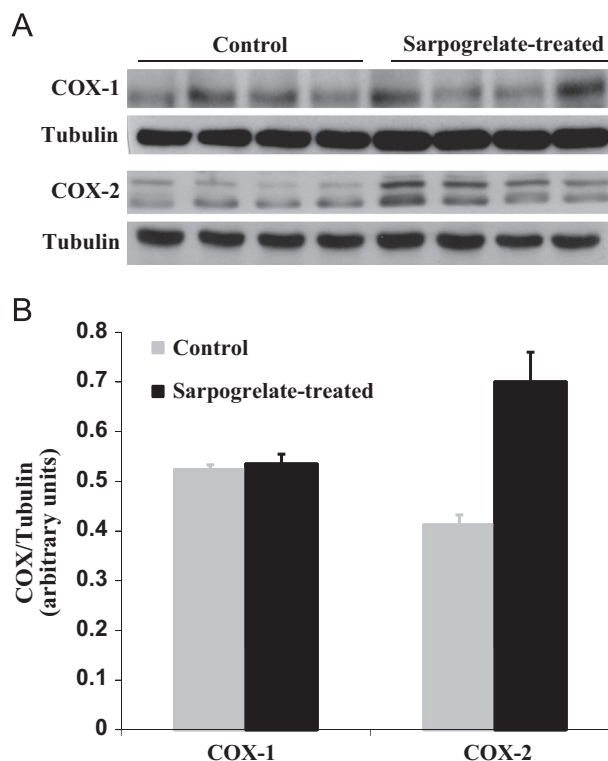 A
Control Sarpogrelate-treated
COX-1
Tubulin
COX-2
Tubulin
B
0.8
0.7
0.6
0.5
0.4
0.3
0.2
0.1
0
COX/Tubulin
(arbitrary units)
Control
Sarpogrelate-treated
COX-1 COX-2